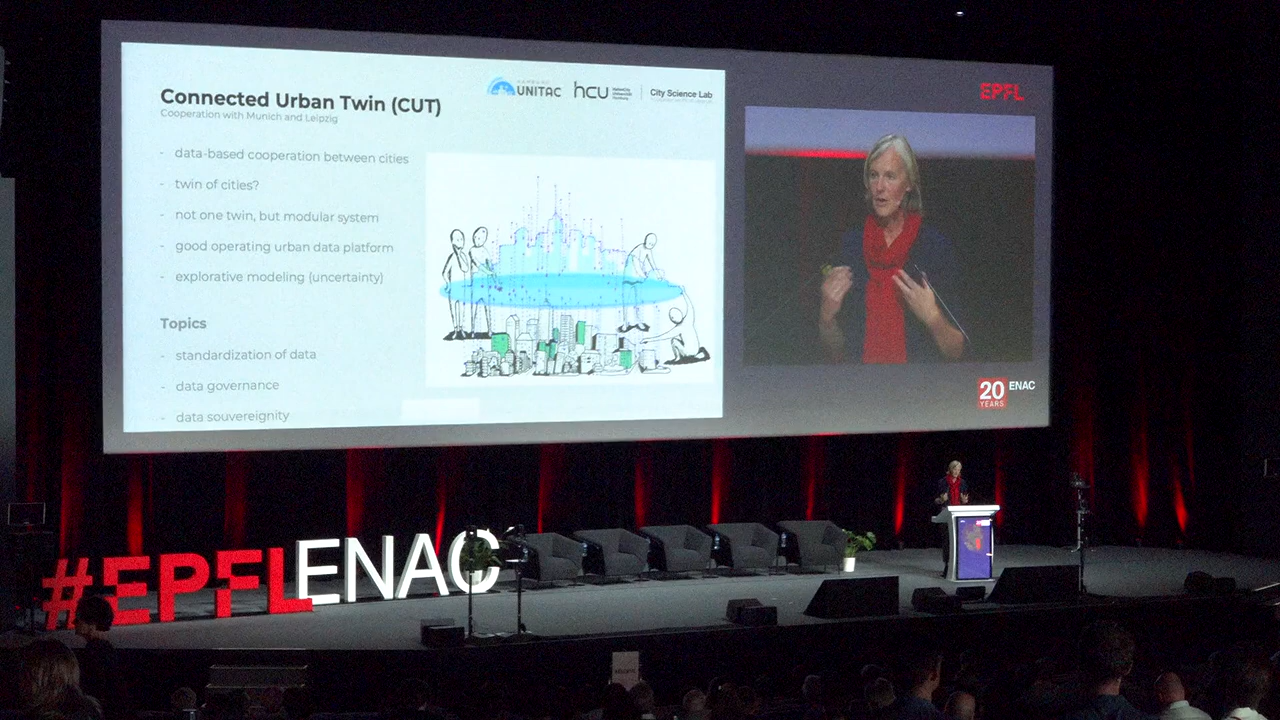 Connected Urban Twin (CUT)
Cooperation with Munich and Leipzig
UNITAC
hcu
City Science Lab
- data-based cooperation between cities
- twin of cities?
- not one twin, but modular system
- good operating urban data platform
- explorative modeling (uncertainty)
Topics
- standardization of data
- data governance
- data souvereignity
EPFL
20
YEARS
ENAC
#EPFLENAC